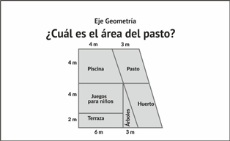 Eje Geometría
¿Cuál es el área del pasto?
4 m 3 m
4 m Piscina Pasto
4 m Juegos
para niños
Huerto
Árboles
2 m Terraza
6 m 3 m